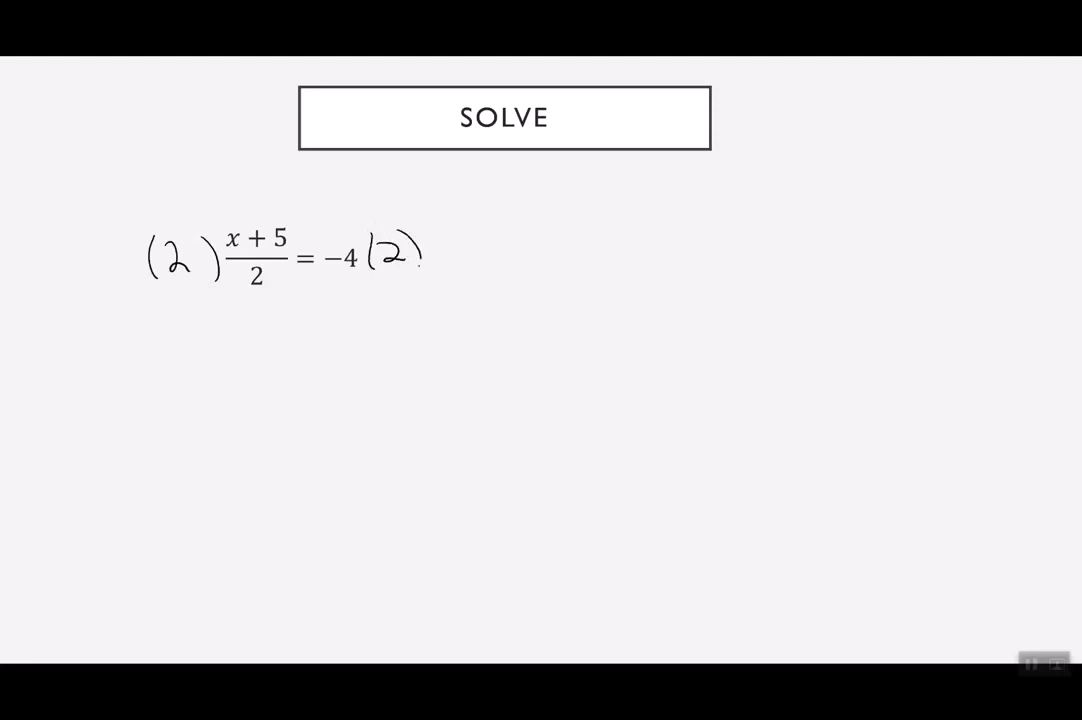 SOLVE
(2) x + 5 / 2 = −4 (2)